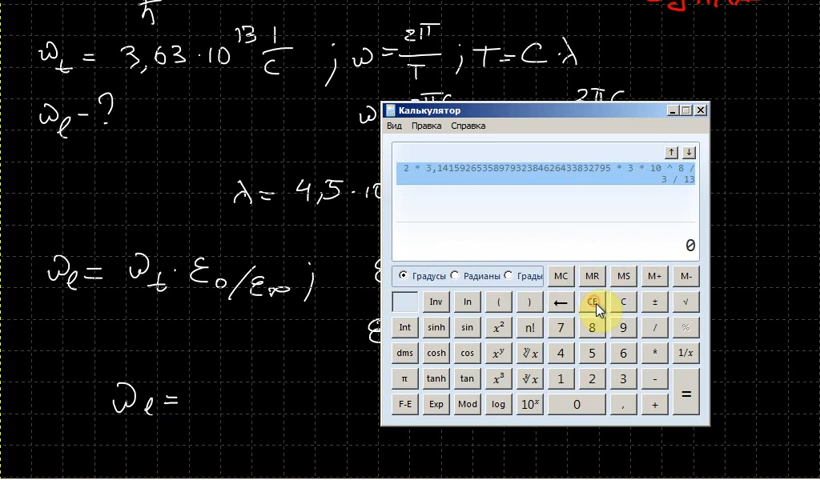 ħ
ω_t = 3,63 · 10^13 1/с ; ω = 2π/T ; T = C · λ
ω_ℓ - ?
ω 2πс
λ = 4,5 · 10
ω_ℓ = ω_t · ε_0/ε_∞ ;
ω_ℓ =
Калькулятор
Вид Правка Справка
↑ ↓
2 * 3,1415926535897932384626433832795 * 3 * 10 ^ 8 /
3 / 13
0
Градусы Радианы Грады MC MR MS M+ M-
Inv ln ( ) ← CE C ± √
Int sinh sin x² n! 7 8 9 / %
dms cosh cos x^y ʸ√x 4 5 6 * 1/x
π tanh tan x³ ³√x 1 2 3 - =
F-E Exp Mod log 10ˣ 0 , +